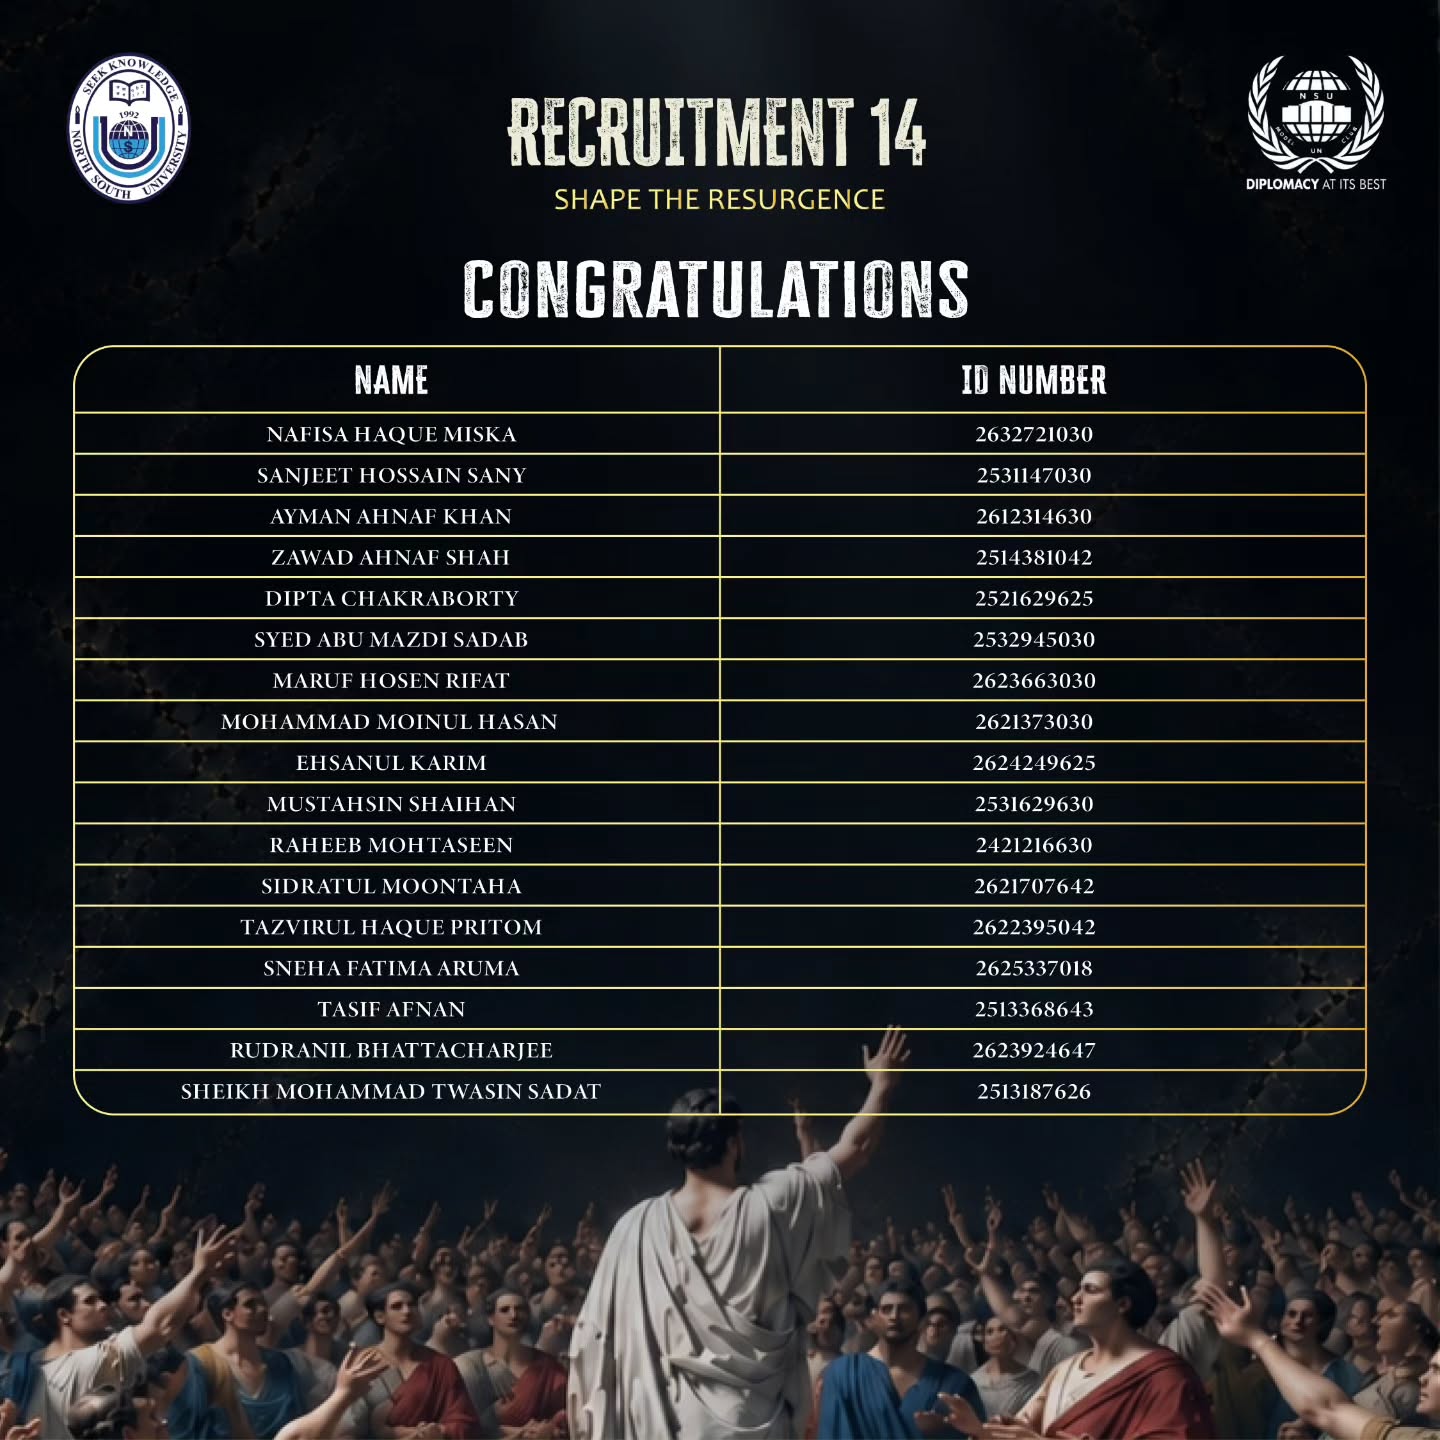 SEEK KNOWLEDGE
1992
NORTH SOUTH UNIVERSITY
RECRUITMENT 14
SHAPE THE RESURGENCE
NSU
MODEL UN CLUB
DIPLOMACY AT ITS BEST
CONGRATULATIONS
NAME ID NUMBER
NAFISA HAQUE MISKA 2632721030
SANJEET HOSSAIN SANY 2531147030
AYMAN AHNAF KHAN 2612314630
ZAWAD AHNAF SHAH 2514381042
DIPTA CHAKRABORTY 2521629625
SYED ABU MAZDI SADAB 2532945030
MARUF HOSEN RIFAT 2623663030
MOHAMMAD MOINUL HASAN 2621373030
EHSANUL KARIM 2624249625
MUSTAHSIN SHAIHAN 2531629630
RAHEEB MOHTASEEN 2421216630
SIDRATUL MOONTAHA 2621707642
TAZVIRUL HAQUE PRITOM 2622395042
SNEHA FATIMA ARUMA 2625337018
TASIF AFNAN 2513368643
RUDRANIL BHATTACHARJEE 2623924647
SHEIKH MOHAMMAD TWASIN SADAT 2513187626